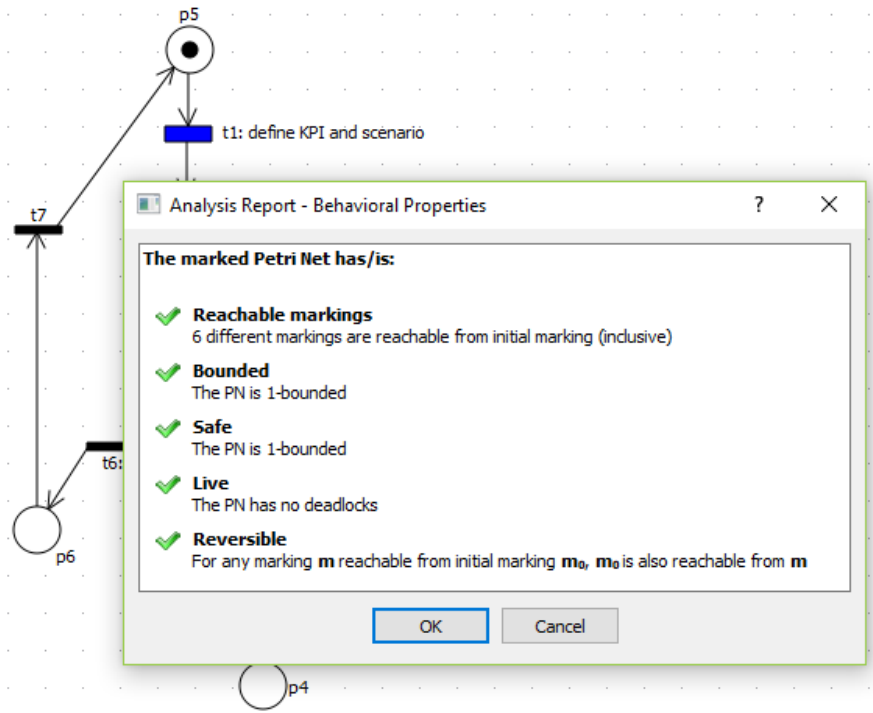 p5
t1: define KPI and scenario
Analysis Report - Behavioral Properties
?
t7
The marked Petri Net has/is:
Reachable markings
6 different markings are reachable from initial marking (inclusive)
Bounded
The PN is 1-bounded
Safe
The PN is 1-bounded
t6:
Live
The PN has no deadlocks
Reversible
For any marking m reachable from initial marking m₀, m₀ is also reachable from m
p6
OK
Cancel
p4